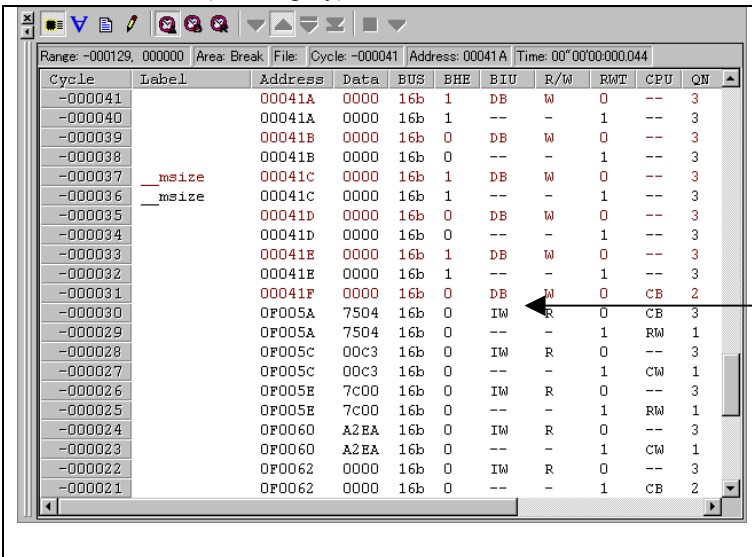 Range: -000129, 000000 Area: Break File: Cycle: -000041 Address: 00041A Time: 00"00'00:000.044
Cycle Label Address Data BUS BHE BIU R/W RWT CPU QN
-000041 00041A 0000 16b 1 DB W 0 -- 3
-000040 00041A 0000 16b 1 -- - 1 -- 3
-000039 00041B 0000 16b 0 DB W 0 -- 3
-000038 00041B 0000 16b 0 -- - 1 -- 3
-000037 __msize 00041C 0000 16b 1 DB W 0 -- 3
-000036 __msize 00041C 0000 16b 1 -- - 1 -- 3
-000035 00041D 0000 16b 0 DB W 0 -- 3
-000034 00041D 0000 16b 0 -- - 1 -- 3
-000033 00041E 0000 16b 1 DB W 0 -- 3
-000032 00041E 0000 16b 1 -- - 1 -- 3
-000031 00041F 0000 16b 0 DB W 0 CB 2
-000030 0F005A 7504 16b 0 IW R 0 CB 3
-000029 0F005A 7504 16b 0 -- - 1 RW 1
-000028 0F005C 00C3 16b 0 IW R 0 -- 3
-000027 0F005C 00C3 16b 0 -- - 1 CW 1
-000026 0F005E 7C00 16b 0 IW R 0 -- 3
-000025 0F005E 7C00 16b 0 -- - 1 RW 1
-000024 0F0060 A2EA 16b 0 IW R 0 -- 3
-000023 0F0060 A2EA 16b 0 -- - 1 CW 1
-000022 0F0062 0000 16b 0 IW R 0 -- 3
-000021 0F0062 0000 16b 0 -- - 1 CB 2